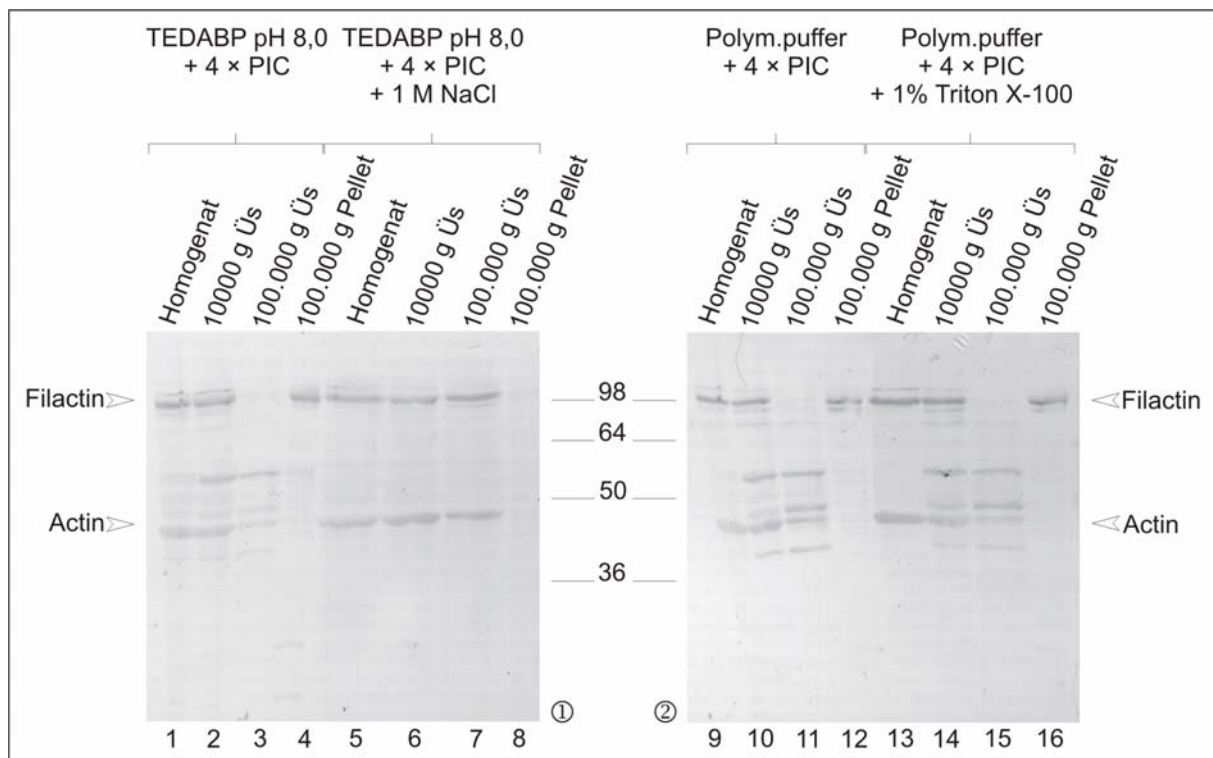 TEDABP pH 8,0
+ 4 × PIC
TEDABP pH 8,0
+ 4 × PIC
+ 1 M NaCl
Polym.puffer
+ 4 × PIC
Polym.puffer
+ 4 × PIC
+ 1% Triton X-100
Homogenat
10000 g Üs
100.000 g Üs
100.000 g Pellet
Homogenat
10000 g Üs
100.000 g Üs
100.000 g Pellet
Homogenat
10000 g Üs
100.000 g Üs
100.000 g Pellet
Homogenat
10000 g Üs
100.000 g Üs
100.000 g Pellet
Filactin
Actin
98
64
50
36
Filactin
Actin
①
②
1 2 3 4 5 6 7 8
9 10 11 12 13 14 15 16